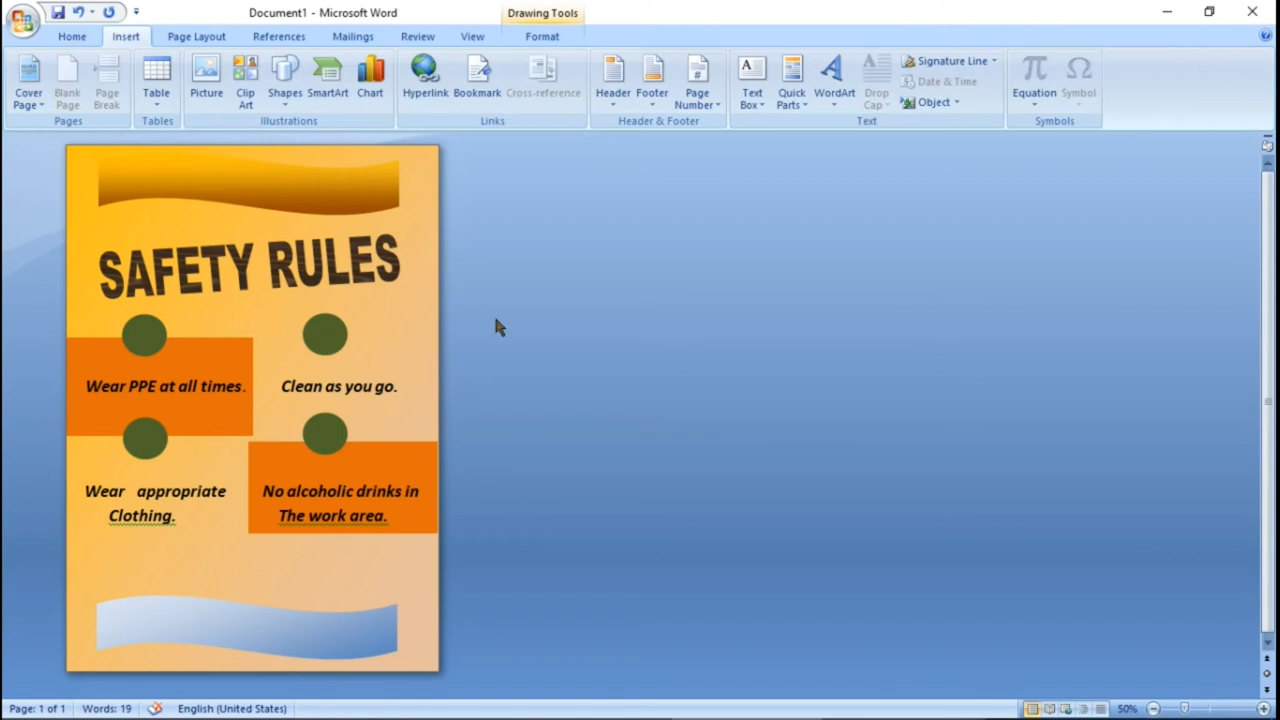 Document1 - Microsoft Word
Drawing Tools
Home Insert Page Layout References Mailings Review View Format
Cover Page
Blank Page
Page Break
Table
Picture
Clip Art
Shapes
SmartArt
Chart
Hyperlink
Bookmark
Cross-reference
Header
Footer
Page Number
Text Box
Quick Parts
WordArt
Drop Cap
Signature Line
Date & Time
Object
Equation
Symbol
Pages Tables Illustrations Links Header & Footer Text Symbols
SAFETY RULES
Wear PPE at all times.
Clean as you go.
Wear appropriate
Clothing.
No alcoholic drinks in
The work area.
Page: 1 of 1 Words: 19 English (United States) 50%